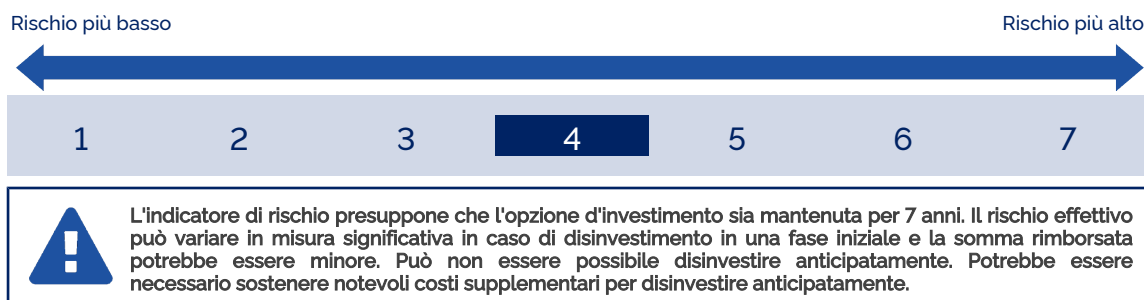 Rischio più basso Rischio più alto
1 2 3 4 5 6 7
L'indicatore di rischio presuppone che l'opzione d'investimento sia mantenuta per 7 anni. Il rischio effettivo
può variare in misura significativa in caso di disinvestimento in una fase iniziale e la somma rimborsata
potrebbe essere minore. Può non essere possibile disinvestire anticipatamente. Potrebbe essere
necessario sostenere notevoli costi supplementari per disinvestire anticipatamente.